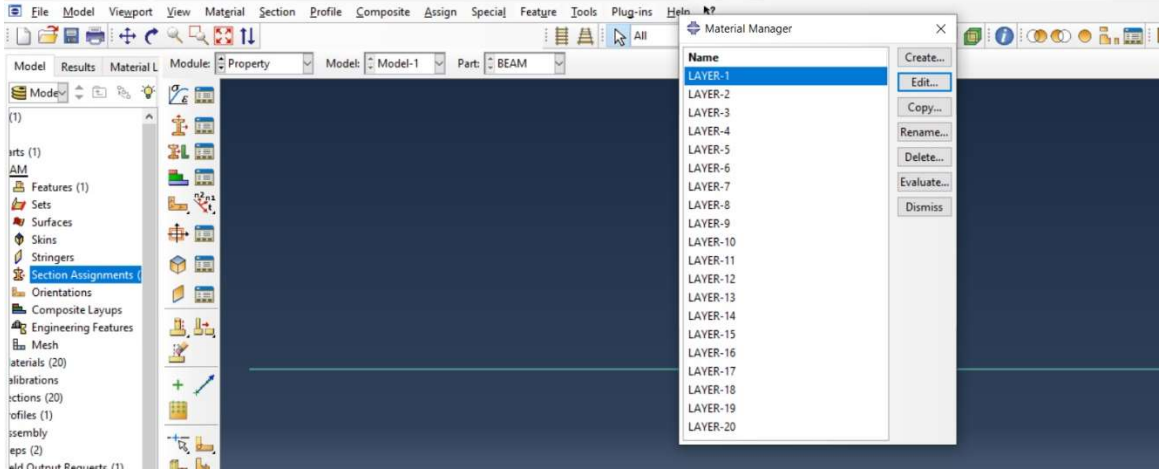 File Model Viewport View Material Section Profile Composite Assign Special Feature Tools Plug-ins Help
All
Model Results Material L Module: Property Model: Model-1 Part: BEAM
Mode
(1)
arts (1)
AM
Features (1)
Sets
Surfaces
Skins
Stringers
Section Assignments (
Orientations
Composite Layups
Engineering Features
Mesh
aterials (20)
alibrations
ections (20)
ofiles (1)
ssembly
eps (2)
eld Output Requests (1)
Material Manager
Name
LAYER-1
LAYER-2
LAYER-3
LAYER-4
LAYER-5
LAYER-6
LAYER-7
LAYER-8
LAYER-9
LAYER-10
LAYER-11
LAYER-12
LAYER-13
LAYER-14
LAYER-15
LAYER-16
LAYER-17
LAYER-18
LAYER-19
LAYER-20
Create...
Edit...
Copy...
Rename...
Delete...
Evaluate...
Dismiss